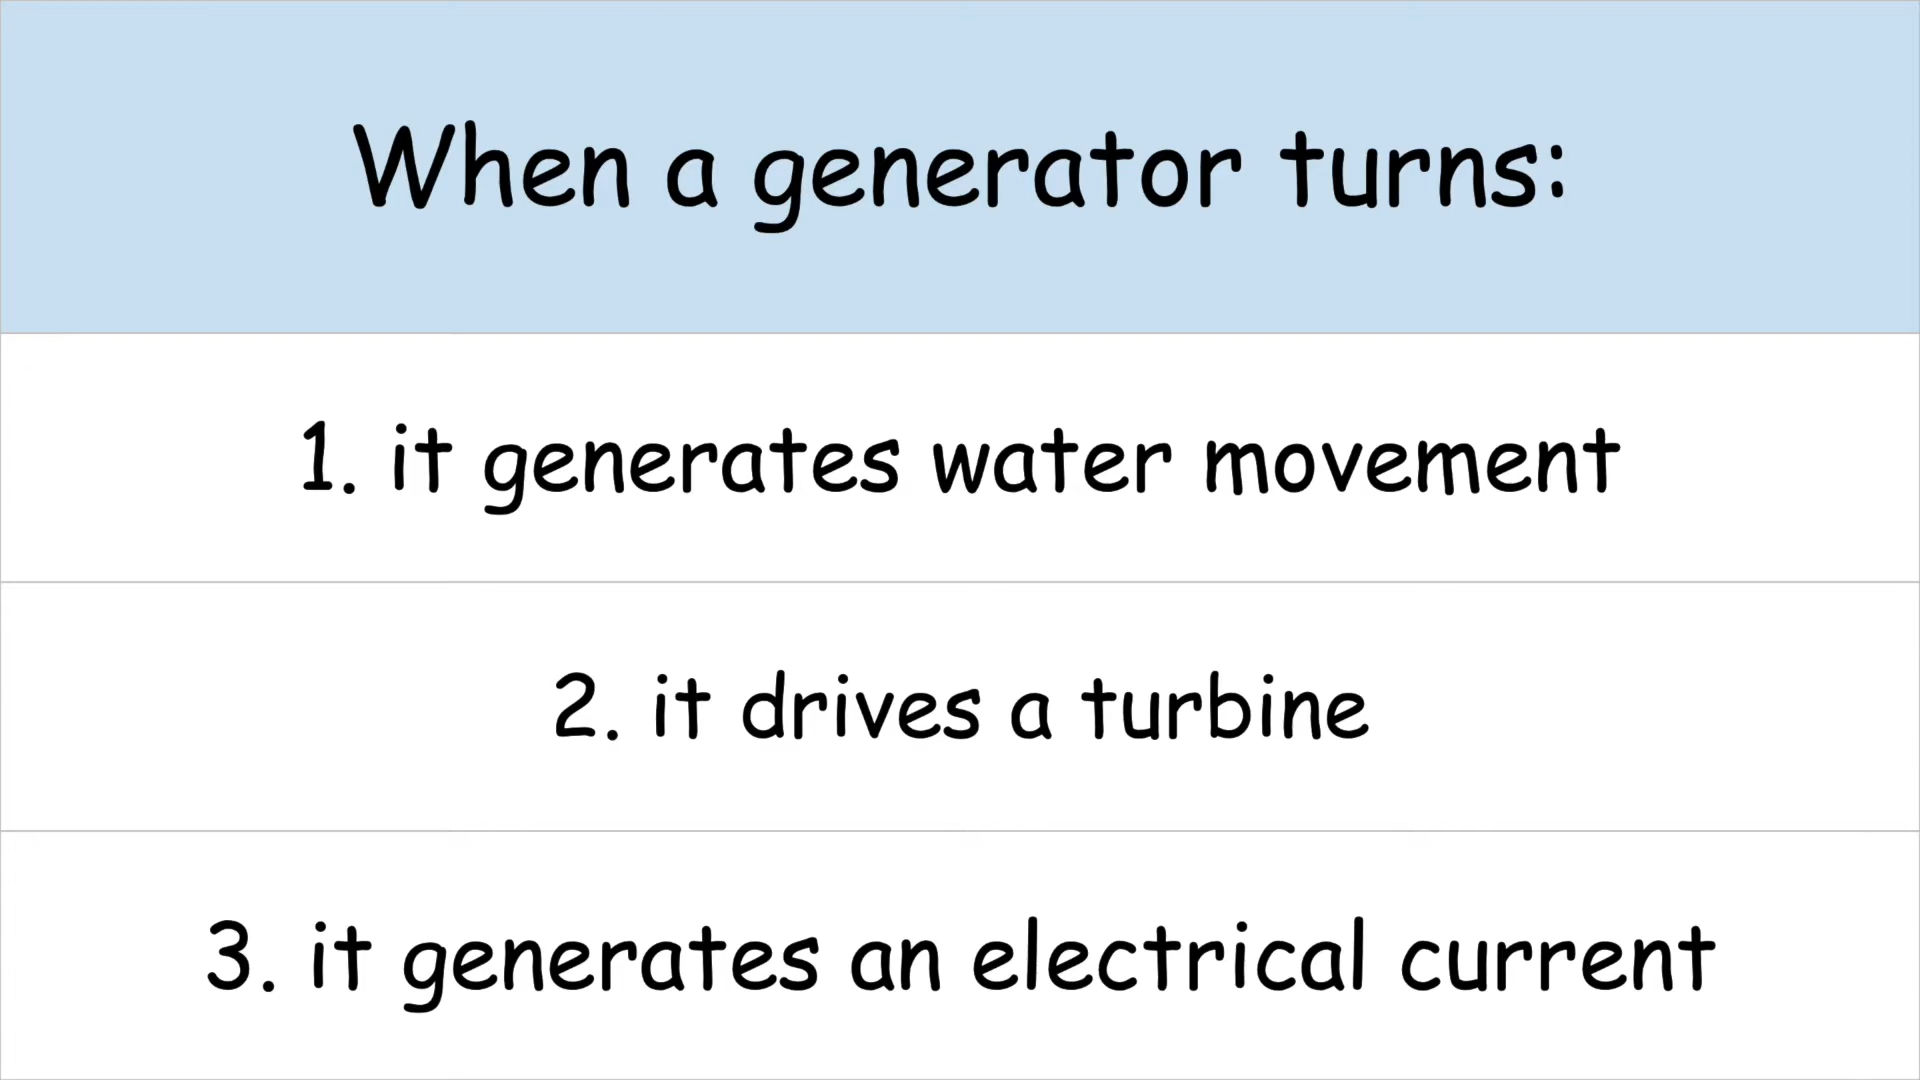 When a generator turns:
1. it generates water movement
2. it drives a turbine
3. it generates an electrical current